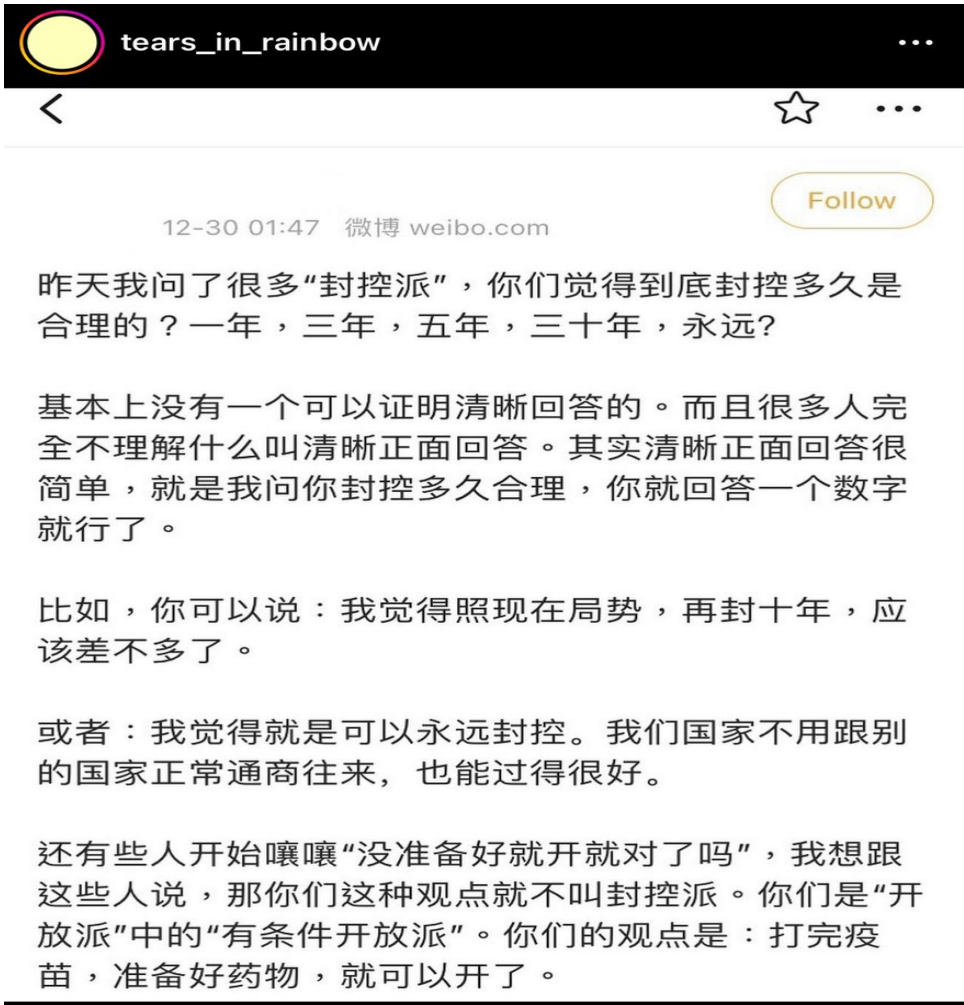 tears_in_rainbow
Follow
12-30 01:47 微博 weibo.com
昨天我问了很多“封控派”，你们觉得到底封控多久是
合理的？一年，三年，五年，三十年，永远?
基本上没有一个可以证明清晰回答的。而且很多人完
全不理解什么叫清晰正面回答。其实清晰正面回答很
简单，就是我问你封控多久合理，你就回答一个数字
就行了。
比如，你可以说：我觉得照现在局势，再封十年，应
该差不多了。
或者：我觉得就是可以永远封控。我们国家不用跟别
的国家正常通商往来，也能过得很好。
还有些人开始嚷嚷“没准备好就开就对了吗”，我想跟
这些人说，那你们这种观点就不叫封控派。你们是“开
放派”中的“有条件开放派”。你们的观点是：打完疫
苗，准备好药物，就可以开了。